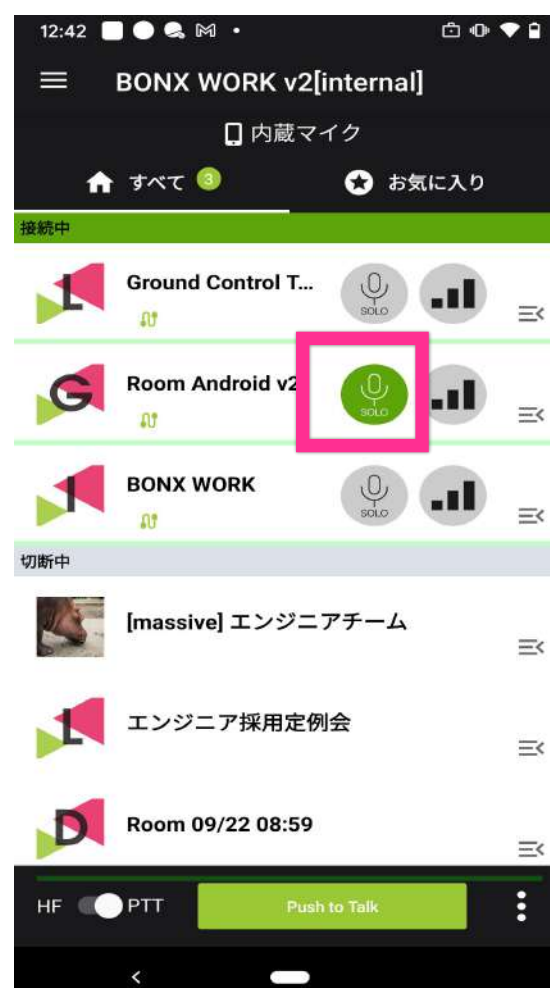 12:42
BONX WORK v2[internal]
内蔵マイク
すべて 3
お気に入り
接続中
L
Ground Control T...
SOLO
G
Room Android v2
SOLO
I
BONX WORK
SOLO
切断中
[massive] エンジニアチーム
L
エンジニア採用定例会
D
Room 09/22 08:59
HF PTT
Push to Talk